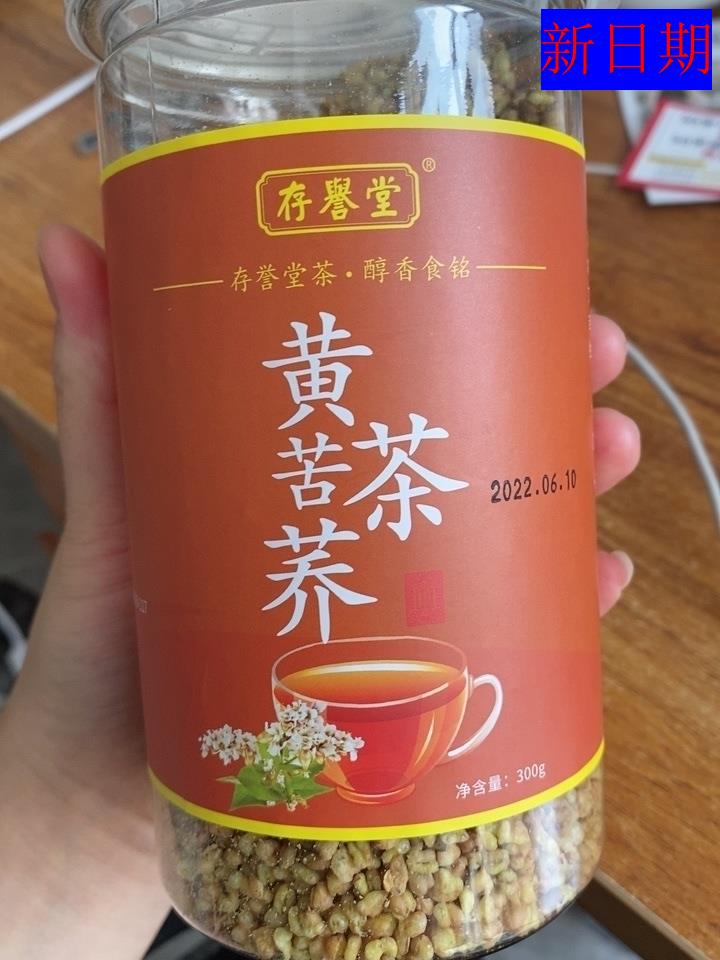 新日期
存譽堂®
存誉堂茶·醇香食铭
黄苦荞
茶
2022.06.10
净含量：300g